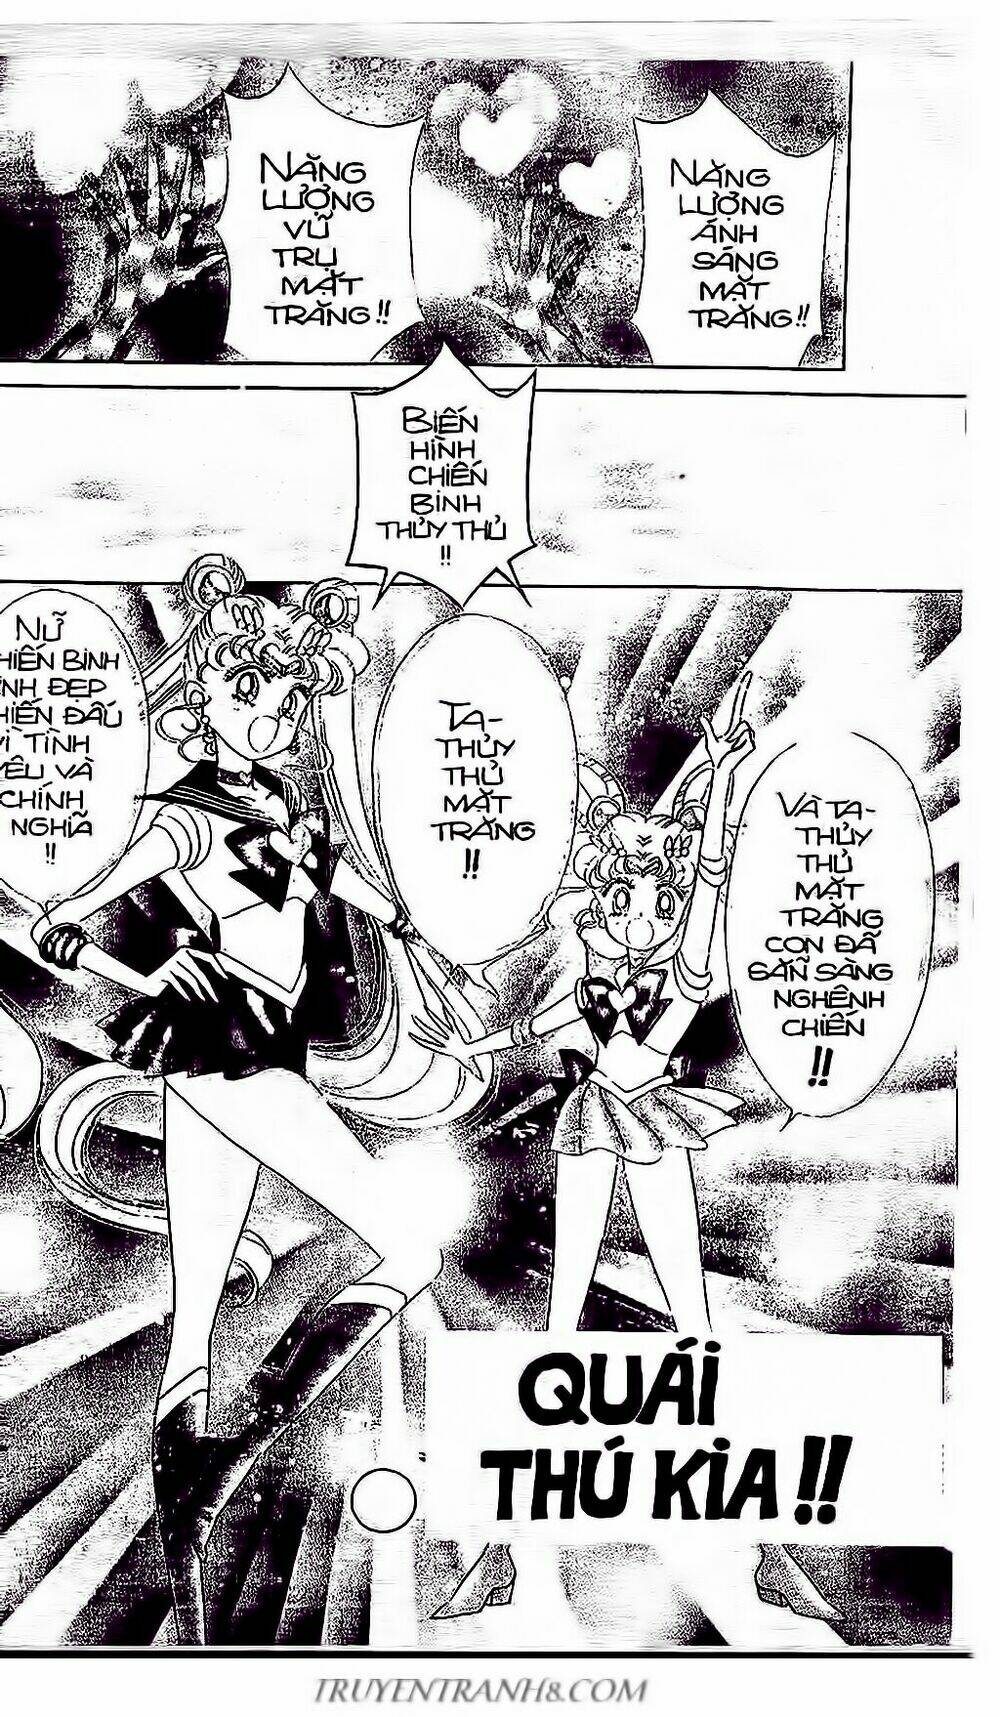 NĂNG
LƯỢNG
VŨ
TRỤ
MẶT
TRĂNG!!
NĂNG
LƯỢNG
ÁNH
SÁNG
MẶT
TRĂNG!!
BIẾN
HÌNH
CHIẾN
BINH
THỦY THỦ
!!
NỮ
HIẾN BINH
NH ĐẸP
HIẾN ĐẤU
Ì TÌNH
YÊU VÀ
CHÍNH
NGHĨA
!!
TA-
THỦY
THỦ
MẶT
TRĂNG
!!
VÀ TA-
THỦY
THỦ
MẶT
TRĂNG
CON ĐÃ
SẴN SÀNG
NGHÊNH
CHIẾN
!!
QUÁI
THÚ KIA!!
TRUYENTRANH8.COM